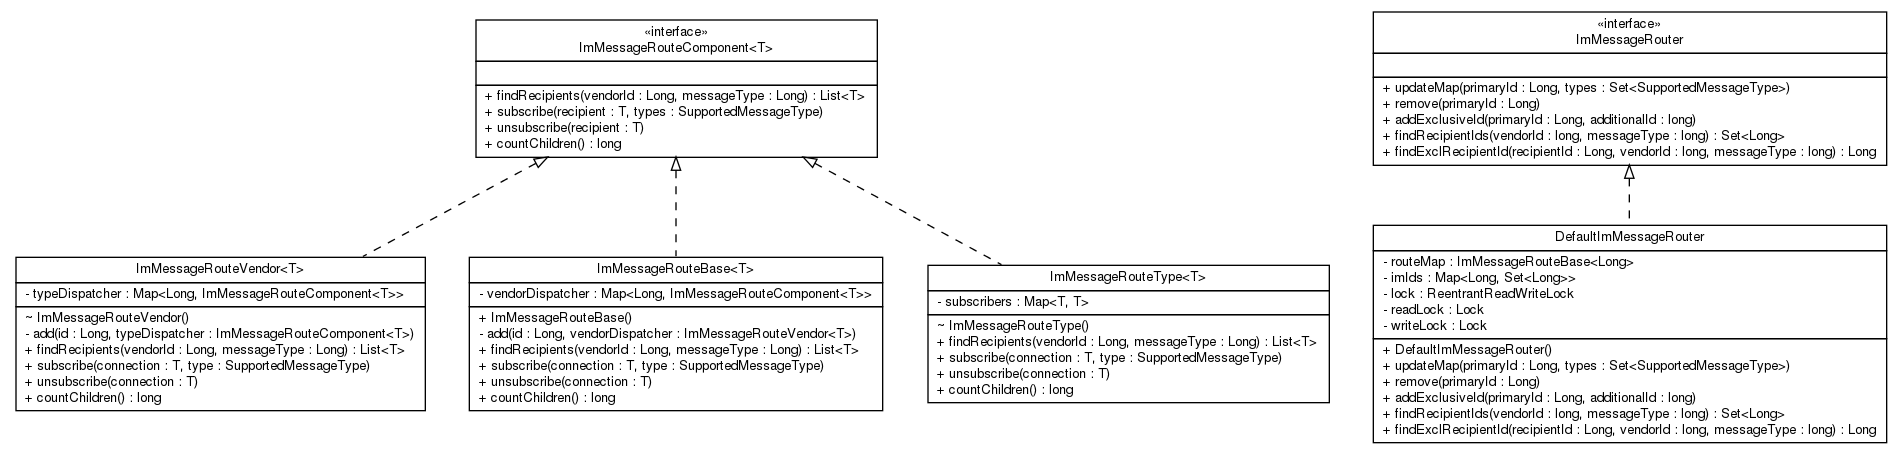 «interface»
ImMessageRouteComponent<T>
+ findRecipients(vendorId : Long, messageType : Long) : List<T>
+ subscribe(recipient : T, types : SupportedMessageType)
+ unsubscribe(recipient : T)
+ countChildren() : long
«interface»
ImMessageRouter
+ updateMap(primaryId : Long, types : Set<SupportedMessageType>)
+ remove(primaryId : Long)
+ addExclusiveId(primaryId : Long, additionalId : long)
+ findRecipientIds(vendorId : long, messageType : long) : Set<Long>
+ findExclRecipientId(recipientId : Long, vendorId : long, messageType : long) : Long
ImMessageRouteVendor<T>
- typeDispatcher : Map<Long, ImMessageRouteComponent<T>>
~ ImMessageRouteVendor()
- add(id : Long, typeDispatcher : ImMessageRouteComponent<T>)
+ findRecipients(vendorId : Long, messageType : Long) : List<T>
+ subscribe(connection : T, type : SupportedMessageType)
+ unsubscribe(connection : T)
+ countChildren() : long
ImMessageRouteBase<T>
- vendorDispatcher : Map<Long, ImMessageRouteComponent<T>>
+ ImMessageRouteBase()
- add(id : Long, vendorDispatcher : ImMessageRouteVendor<T>)
+ findRecipients(vendorId : Long, messageType : Long) : List<T>
+ subscribe(connection : T, type : SupportedMessageType)
+ unsubscribe(connection : T)
+ countChildren() : long
ImMessageRouteType<T>
- subscribers : Map<T, T>
~ ImMessageRouteType()
+ findRecipients(vendorId : Long, messageType : Long) : List<T>
+ subscribe(connection : T, type : SupportedMessageType)
+ unsubscribe(connection : T)
+ countChildren() : long
DefaultImMessageRouter
- routeMap : ImMessageRouteBase<Long>
- imIds : Map<Long, Set<Long>>
- lock : ReentrantReadWriteLock
- readLock : Lock
- writeLock : Lock
+ DefaultImMessageRouter()
+ updateMap(primaryId : Long, types : Set<SupportedMessageType>)
+ remove(primaryId : Long)
+ addExclusiveId(primaryId : Long, additionalId : long)
+ findRecipientIds(vendorId : long, messageType : long) : Set<Long>
+ findExclRecipientId(recipientId : Long, vendorId : long, messageType : long) : Long